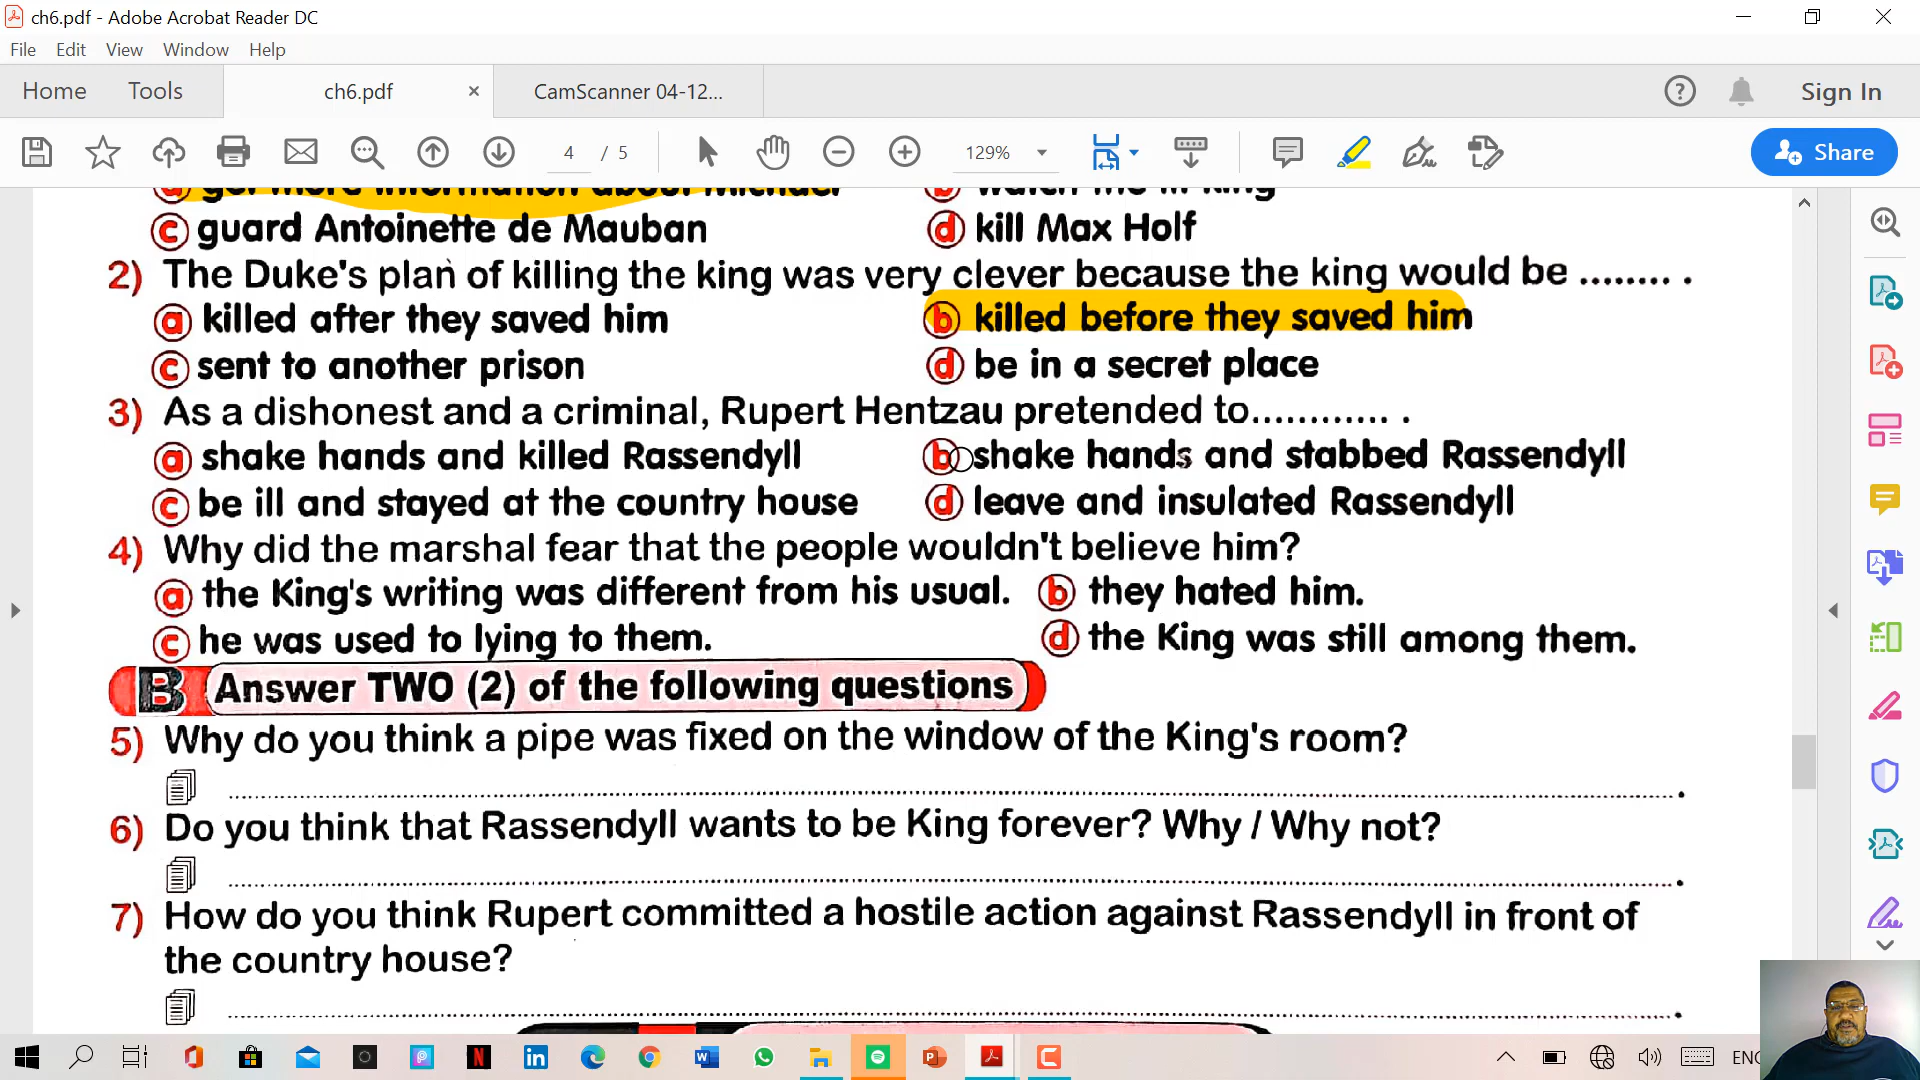 ch6.pdf - Adobe Acrobat Reader DC
File Edit View Window Help
Home Tools ch6.pdf × CamScanner 04-12... Sign In
4 / 5 129% Share
a get more information about Michael b watch the ill king
c guard Antoinette de Mauban d kill Max Holf
2) The Duke's plan of killing the king was very clever because the king would be ........ .
a killed after they saved him b killed before they saved him
c sent to another prison d be in a secret place
3) As a dishonest and a criminal, Rupert Hentzau pretended to............ .
a shake hands and killed Rassendyll b shake hands and stabbed Rassendyll
c be ill and stayed at the country house d leave and insulated Rassendyll
4) Why did the marshal fear that the people wouldn't believe him?
a the King's writing was different from his usual. b they hated him.
c he was used to lying to them. d the King was still among them.
B Answer TWO (2) of the following questions
5) Why do you think a pipe was fixed on the window of the King's room?
6) Do you think that Rassendyll wants to be King forever? Why / Why not?
7) How do you think Rupert committed a hostile action against Rassendyll in front of
the country house?
ENG